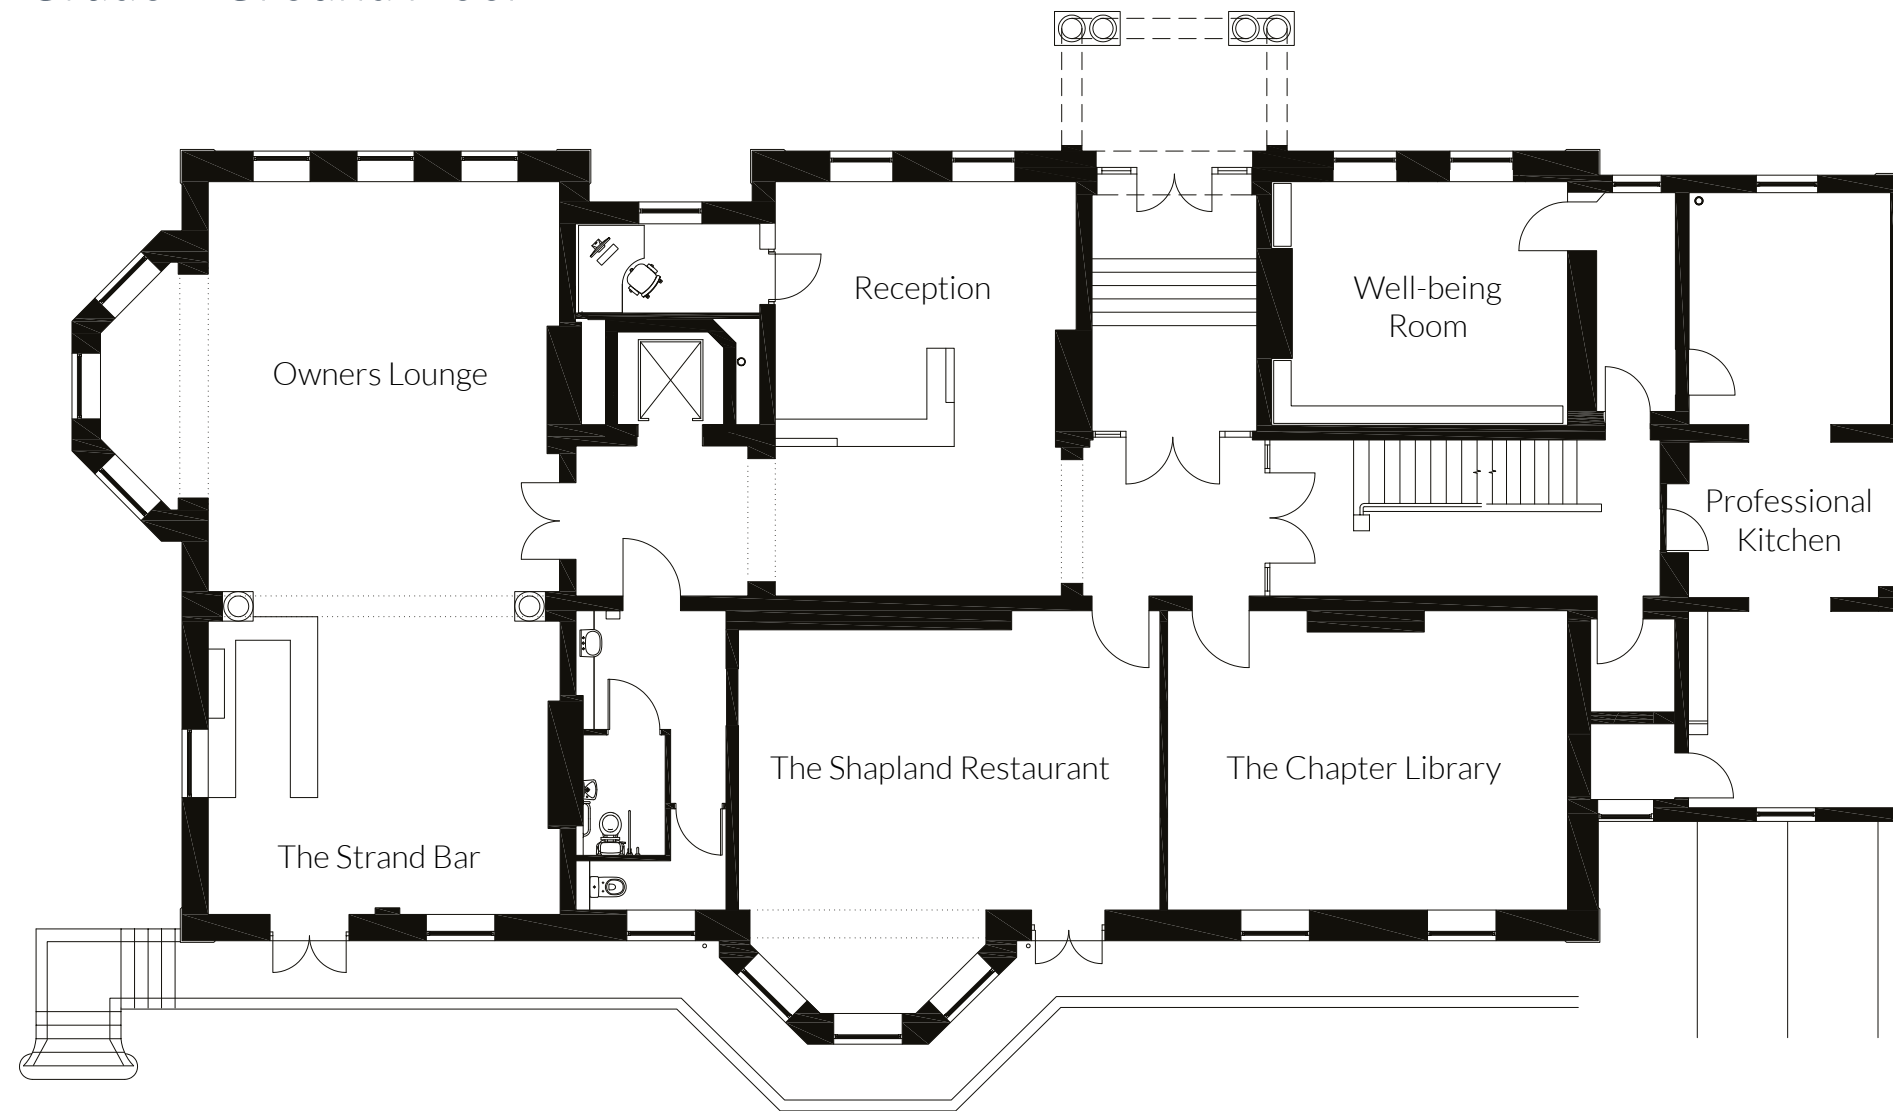 Reception
Well-being
Room
Owners Lounge
Professional
Kitchen
The Shapland Restaurant
The Chapter Library
The Strand Bar